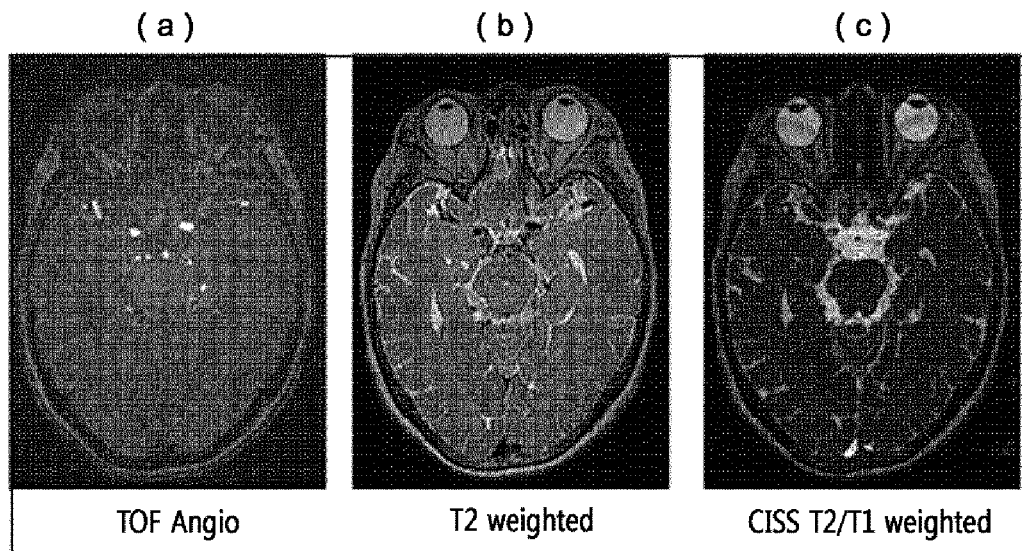 (a)
(b)
(c)
TOF Angio
T2 weighted
CISS T2/T1 weighted